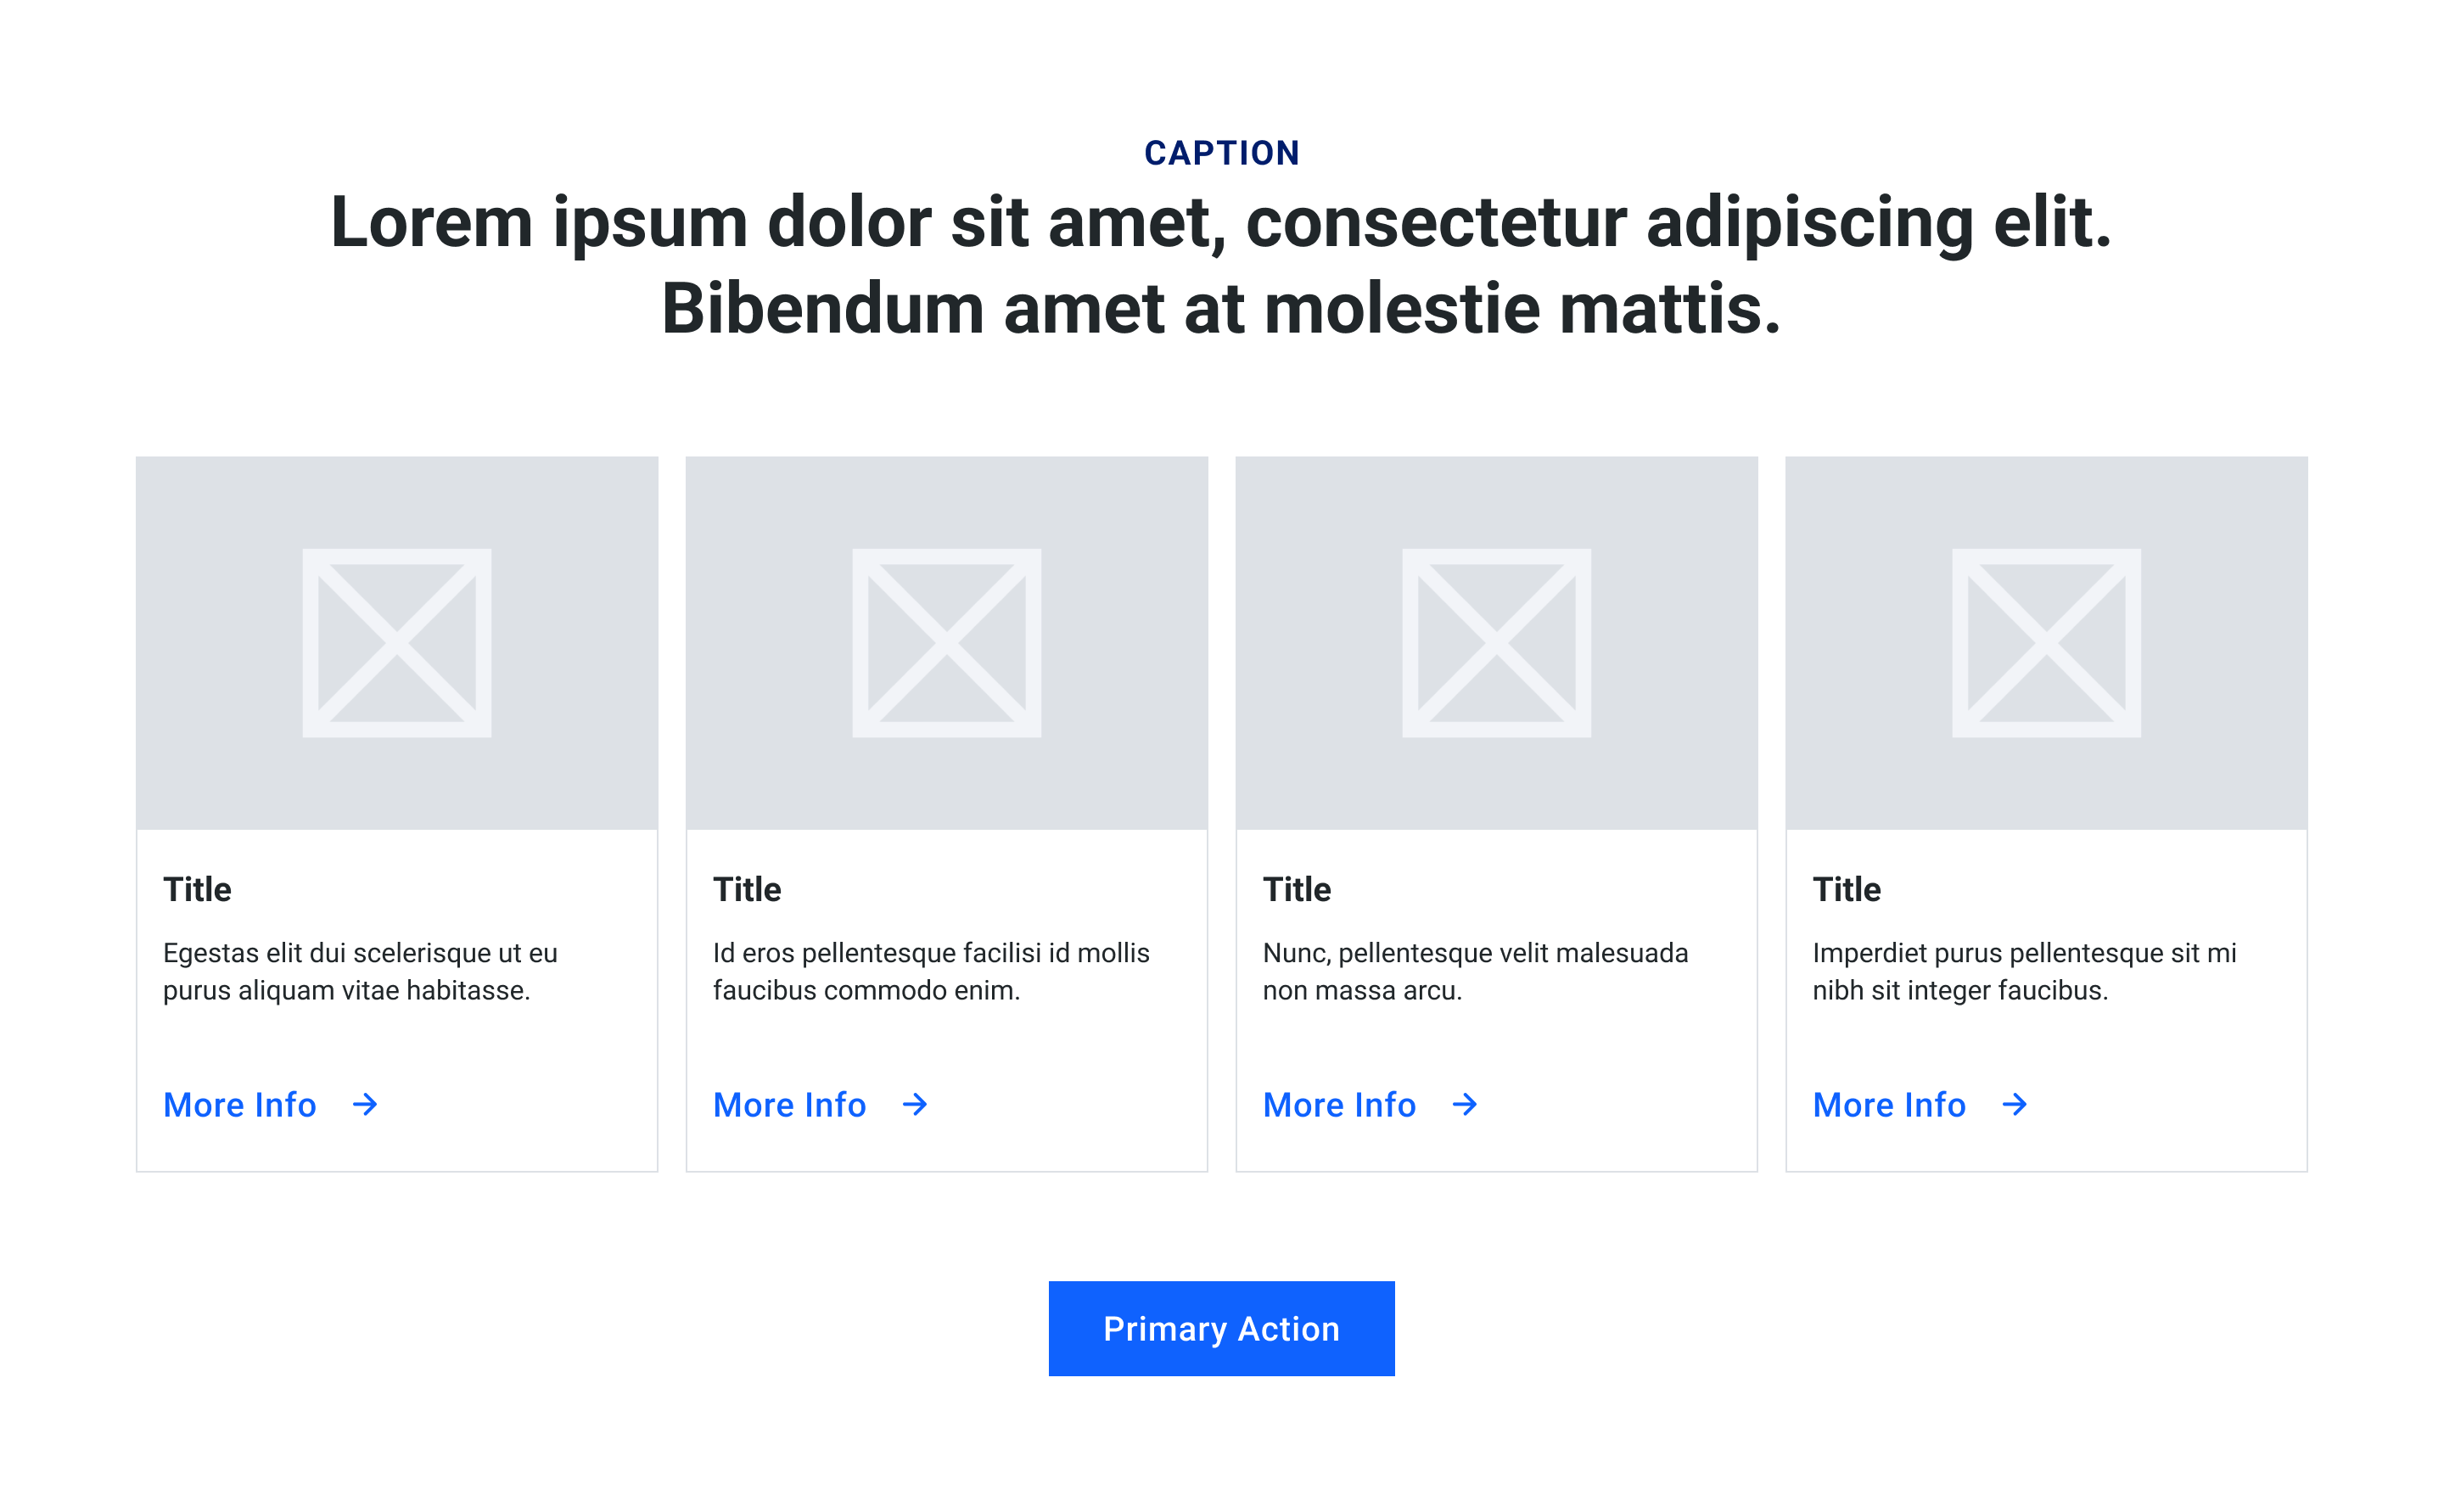 CAPTION
Lorem ipsum dolor sit amet, consectetur adipiscing elit.
Bibendum amet at molestie mattis.
Title
Egestas elit dui scelerisque ut eu
purus aliquam vitae habitasse.
More Info
Title
Id eros pellentesque facilisi id mollis
faucibus commodo enim.
More Info
Title
Nunc, pellentesque velit malesuada
non massa arcu.
More Info
Title
Imperdiet purus pellentesque sit mi
nibh sit integer faucibus.
More Info
Primary Action